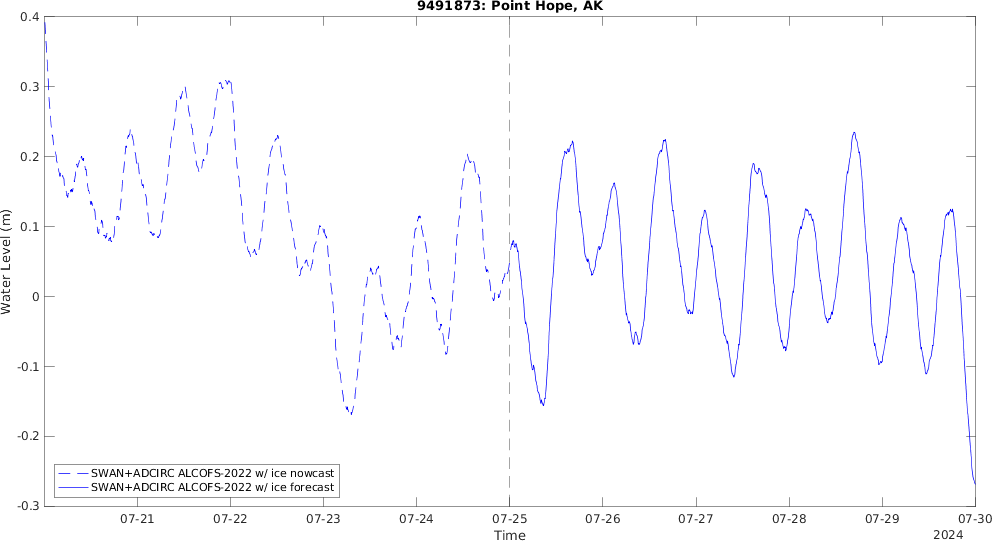 9491873: Point Hope, AK
Water Level (m)
0.4
0.3
0.2
0.1
0
-0.1
-0.2
-0.3
SWAN+ADCIRC ALCOFS-2022 w/ ice nowcast
SWAN+ADCIRC ALCOFS-2022 w/ ice forecast
07-21 07-22 07-23 07-24 07-25 07-26 07-27 07-28 07-29 07-30
Time
2024